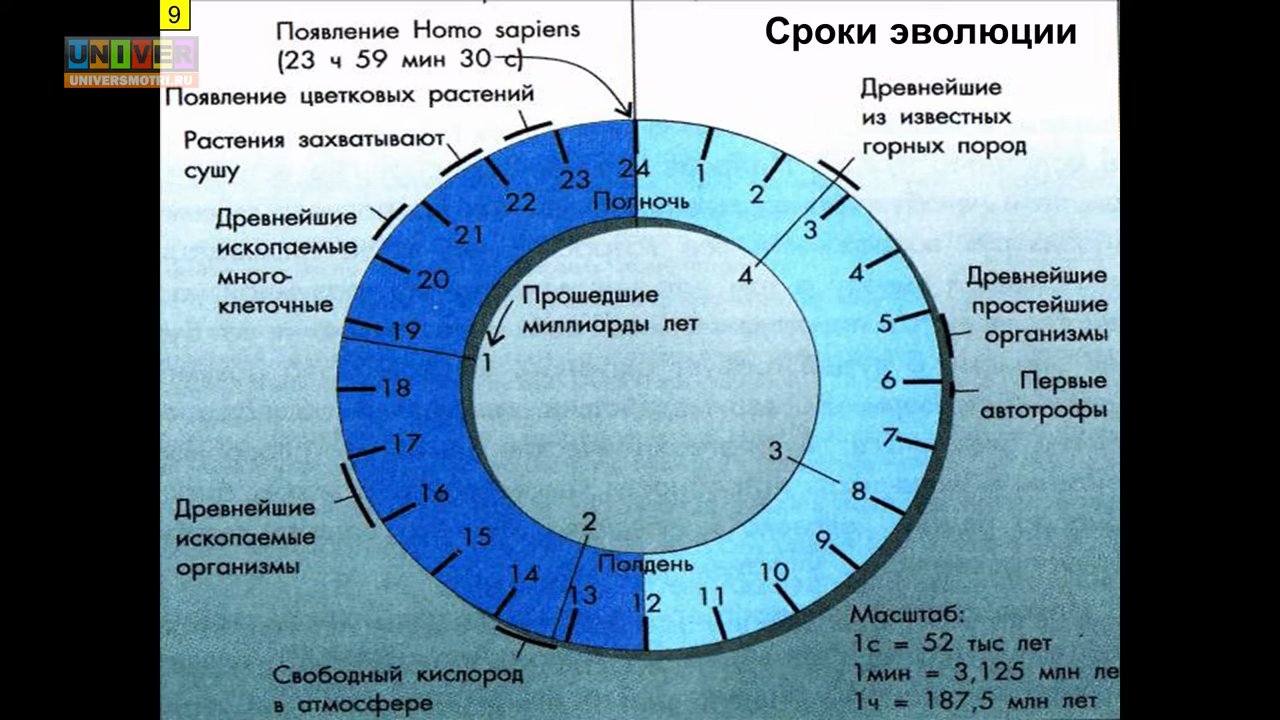 9
UNIVER
UNIVERSMOTRI.RU
Сроки эволюции
Появление Homo sapiens
(23 ч 59 мин 30 с)
Появление цветковых растений
Растения захватывают
сушу
Древнейшие
ископаемые
много-
клеточные
Древнейшие
ископаемые
организмы
Свободный кислород
в атмосфере
Древнейшие
из известных
горных пород
Древнейшие
простейшие
организмы
Первые
автотрофы
24
Полночь
1
2
3
4
5
6
7
8
9
10
11
12
Полдень
13
14
15
16
17
18
19
20
21
22
23
Прошедшие
миллиарды лет
1
2
3
4
Масштаб:
1с = 52 тыс лет
1мин = 3,125 млн ле
1ч = 187,5 млн лет